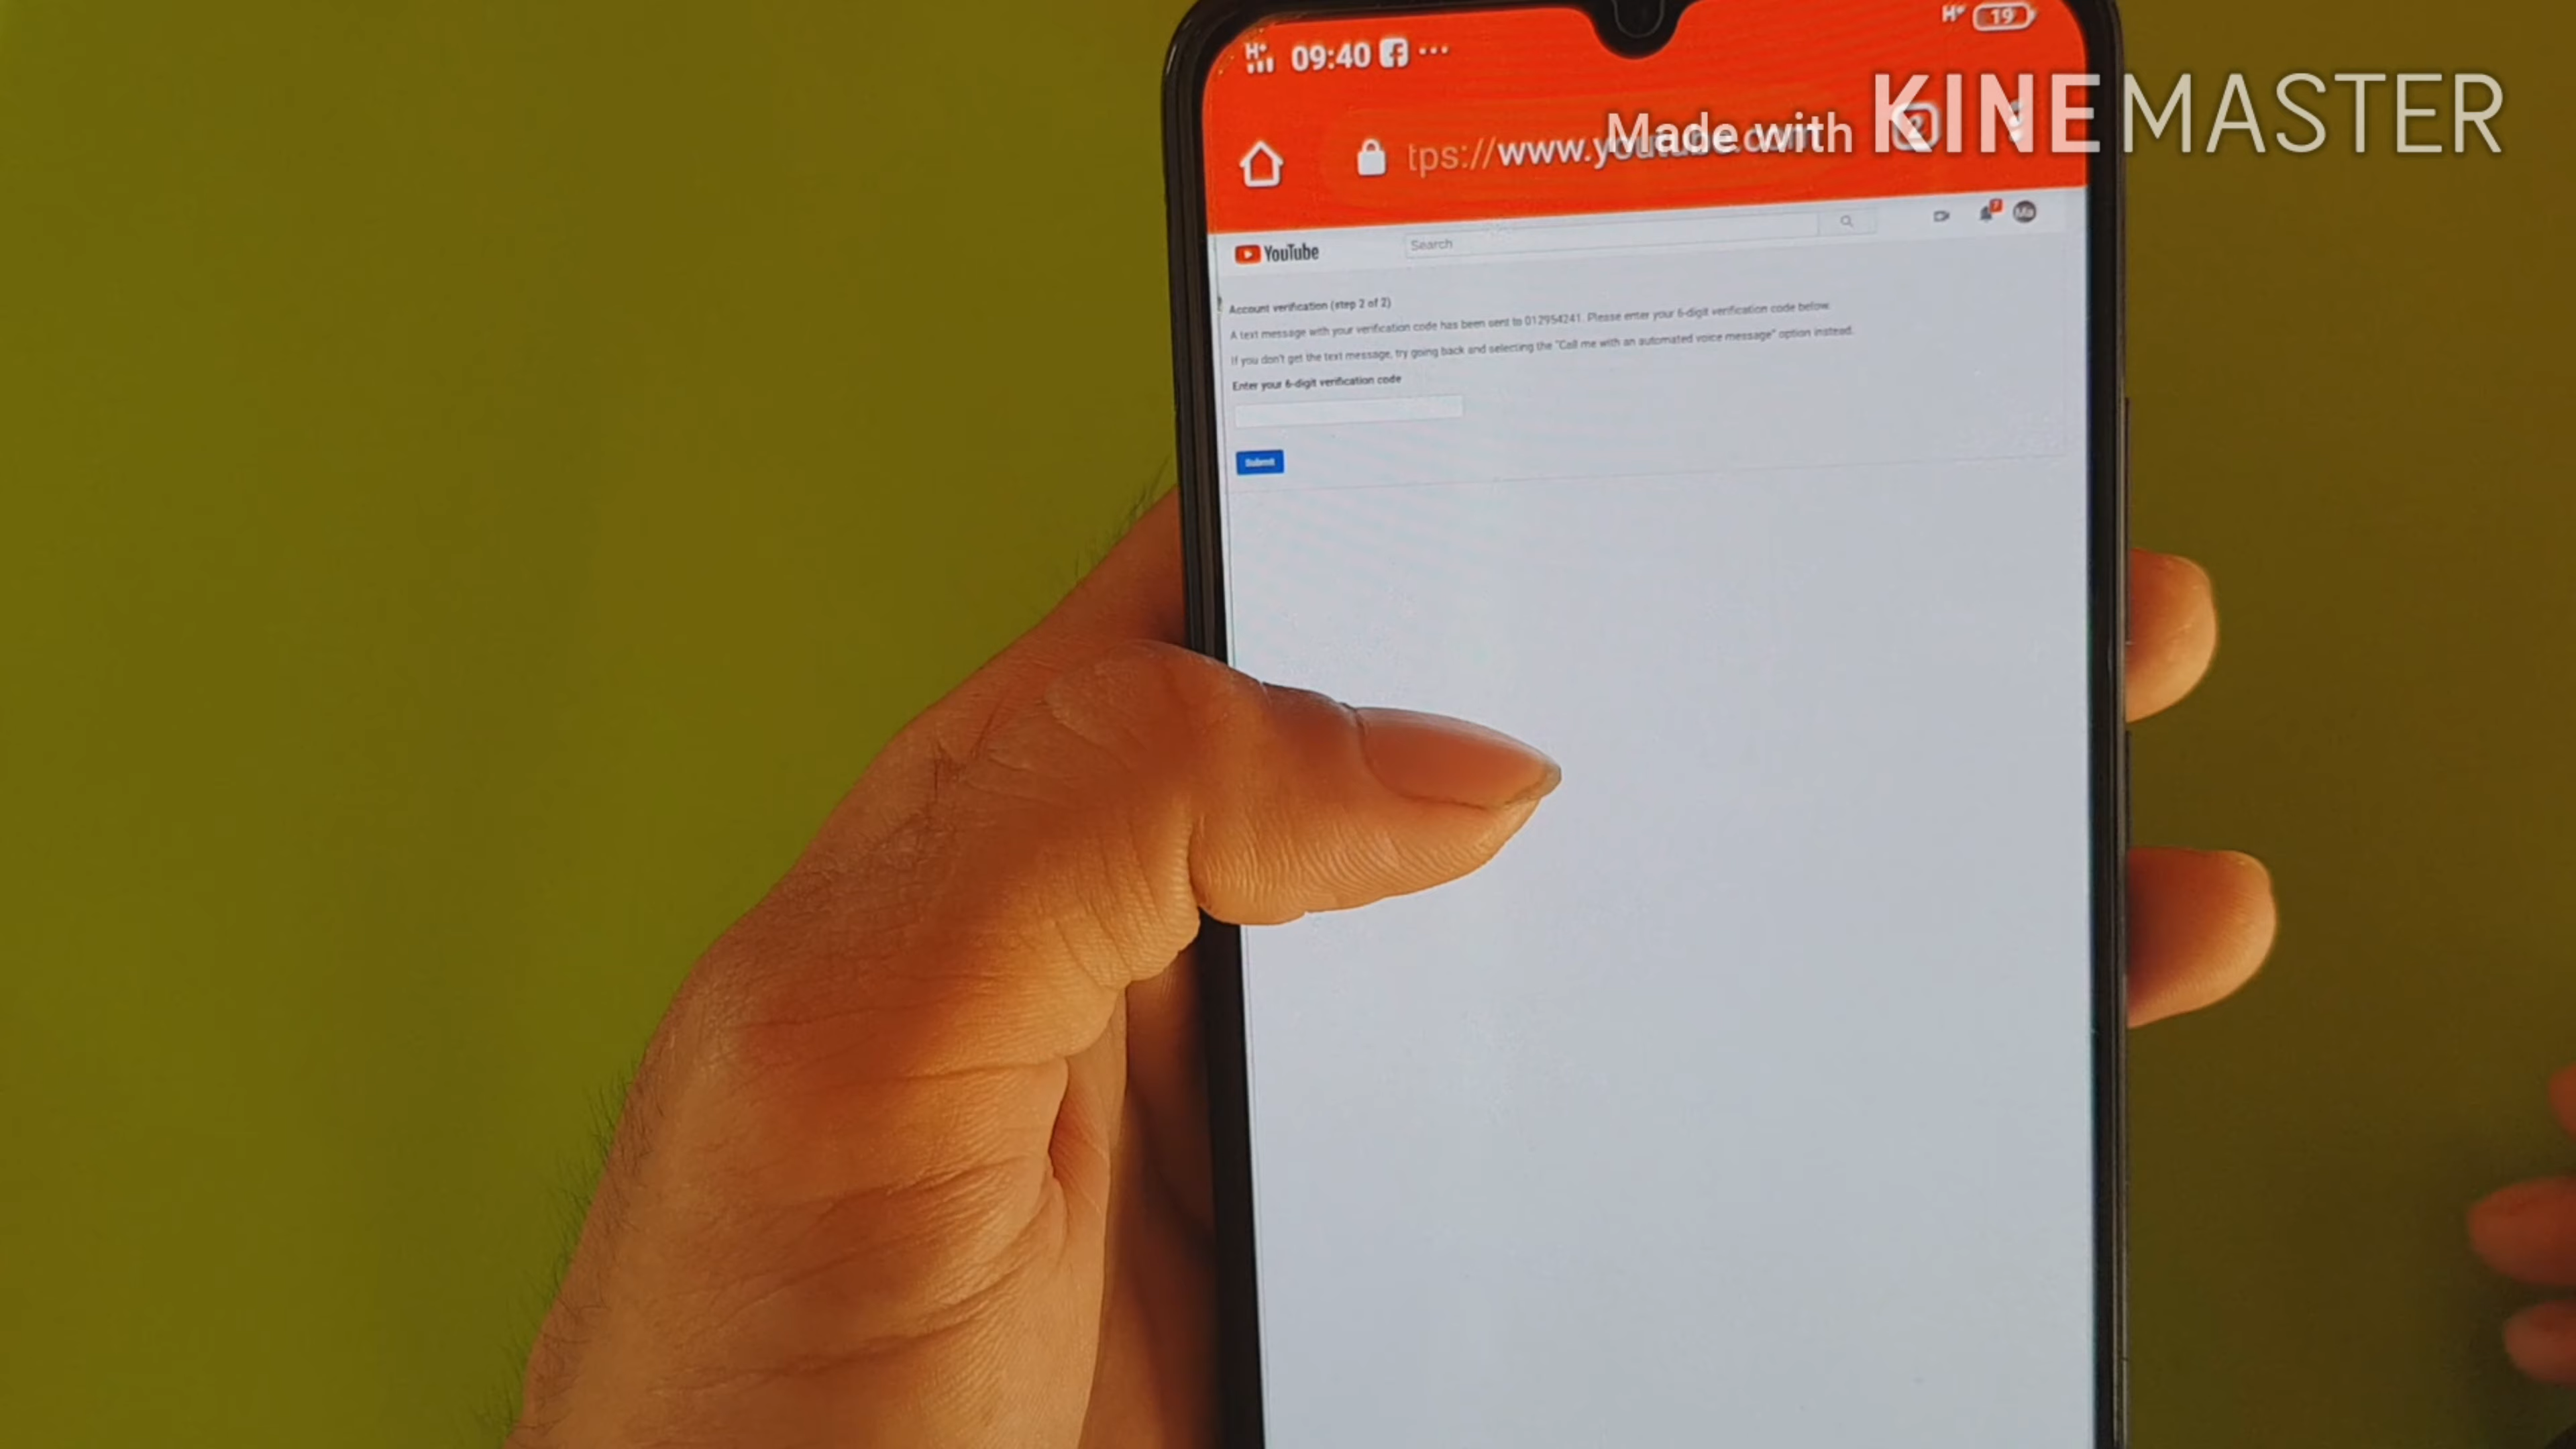 H+ 09:40 ... H+ 19
Made with KINEMASTER
tps://www.youtube.com
YouTube Search 7 Ma
Account verification (step 2 of 2)
A text message with your verification code has been sent to 012954241. Please enter your 6-digit verification code below.
If you don't get the text message, try going back and selecting the "Call me with an automated voice message" option instead.
Enter your 6-digit verification code
Submit